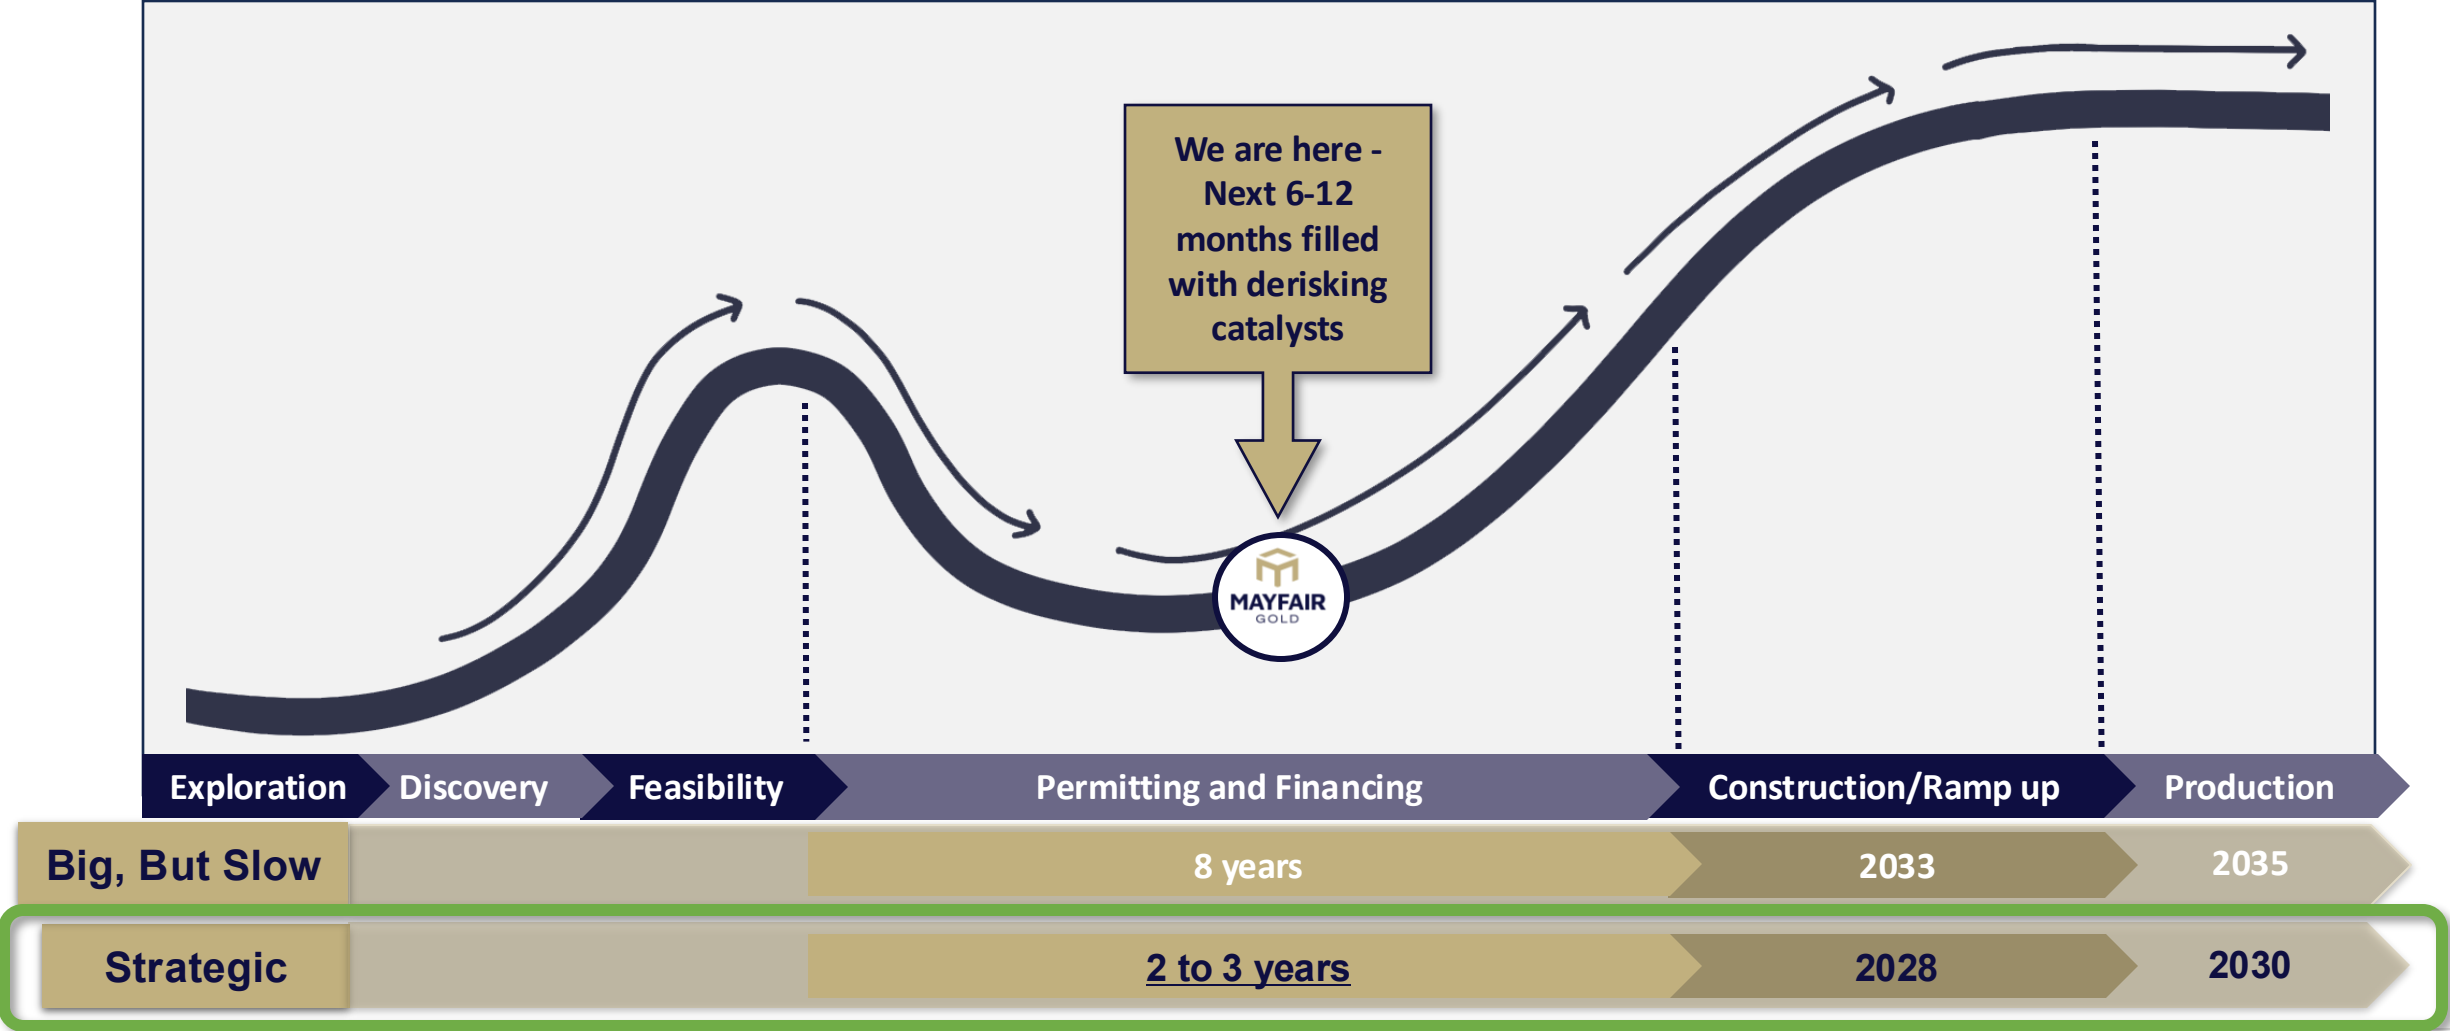 We are here -
Next 6-12
months filled
with derisking
catalysts
MAYFAIR
GOLD
Exploration
Discovery
Feasibility
Permitting and Financing
Construction/Ramp up
Production
Big, But Slow
8 years
2033
2035
Strategic
2 to 3 years
2028
2030